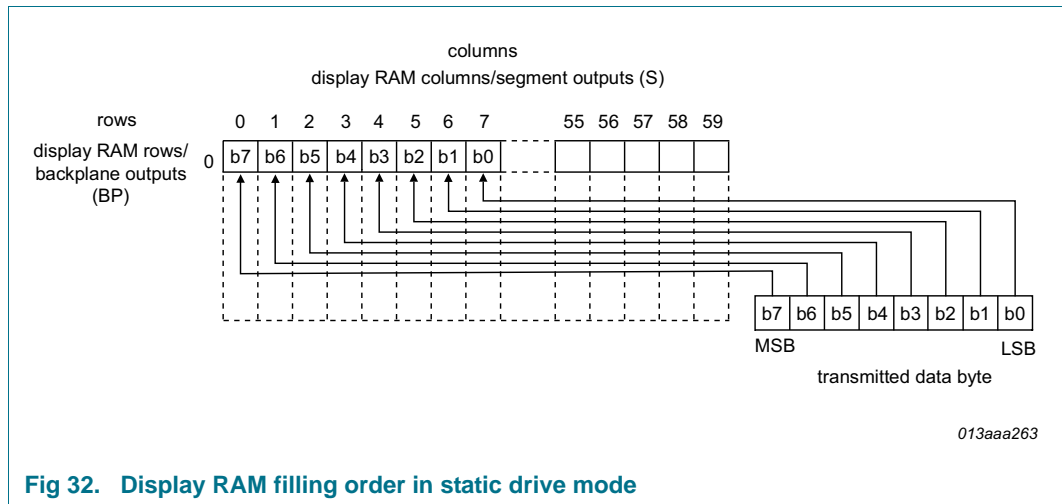 columns
display RAM columns/segment outputs (S)
rows 0 1 2 3 4 5 6 7 55 56 57 58 59
display RAM rows/
backplane outputs
(BP)
0 b7 b6 b5 b4 b3 b2 b1 b0
b7 b6 b5 b4 b3 b2 b1 b0
MSB LSB
transmitted data byte
013aaa263
Fig 32. Display RAM filling order in static drive mode